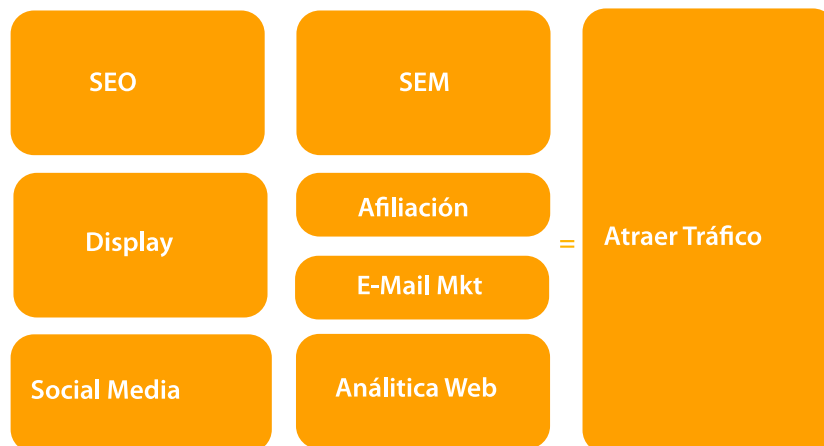 SEO
SEM
Display
Afiliación
E-Mail Mkt
Social Media
Análitica Web
=
Atraer Tráfico